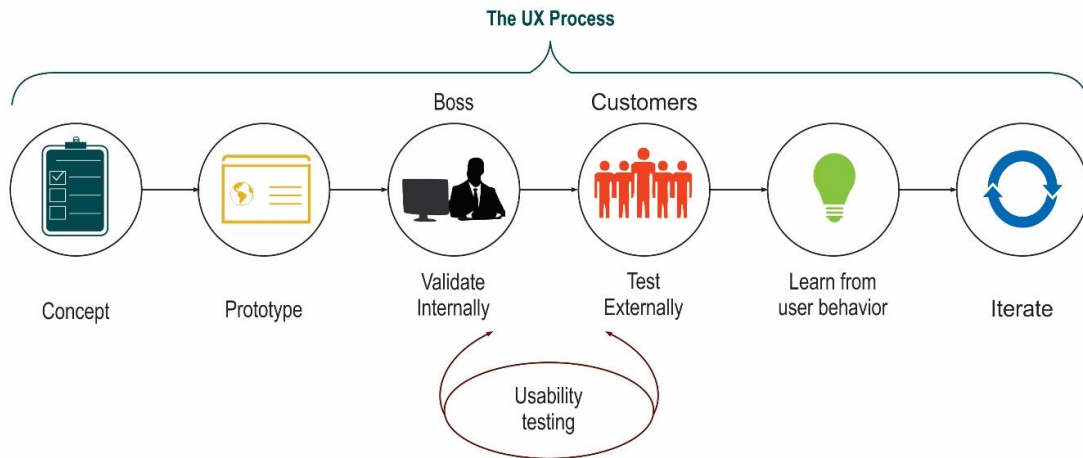 The UX Process
Boss
Customers
Concept
Prototype
Validate
Internally
Test
Externally
Learn from
user behavior
Iterate
Usability
testing